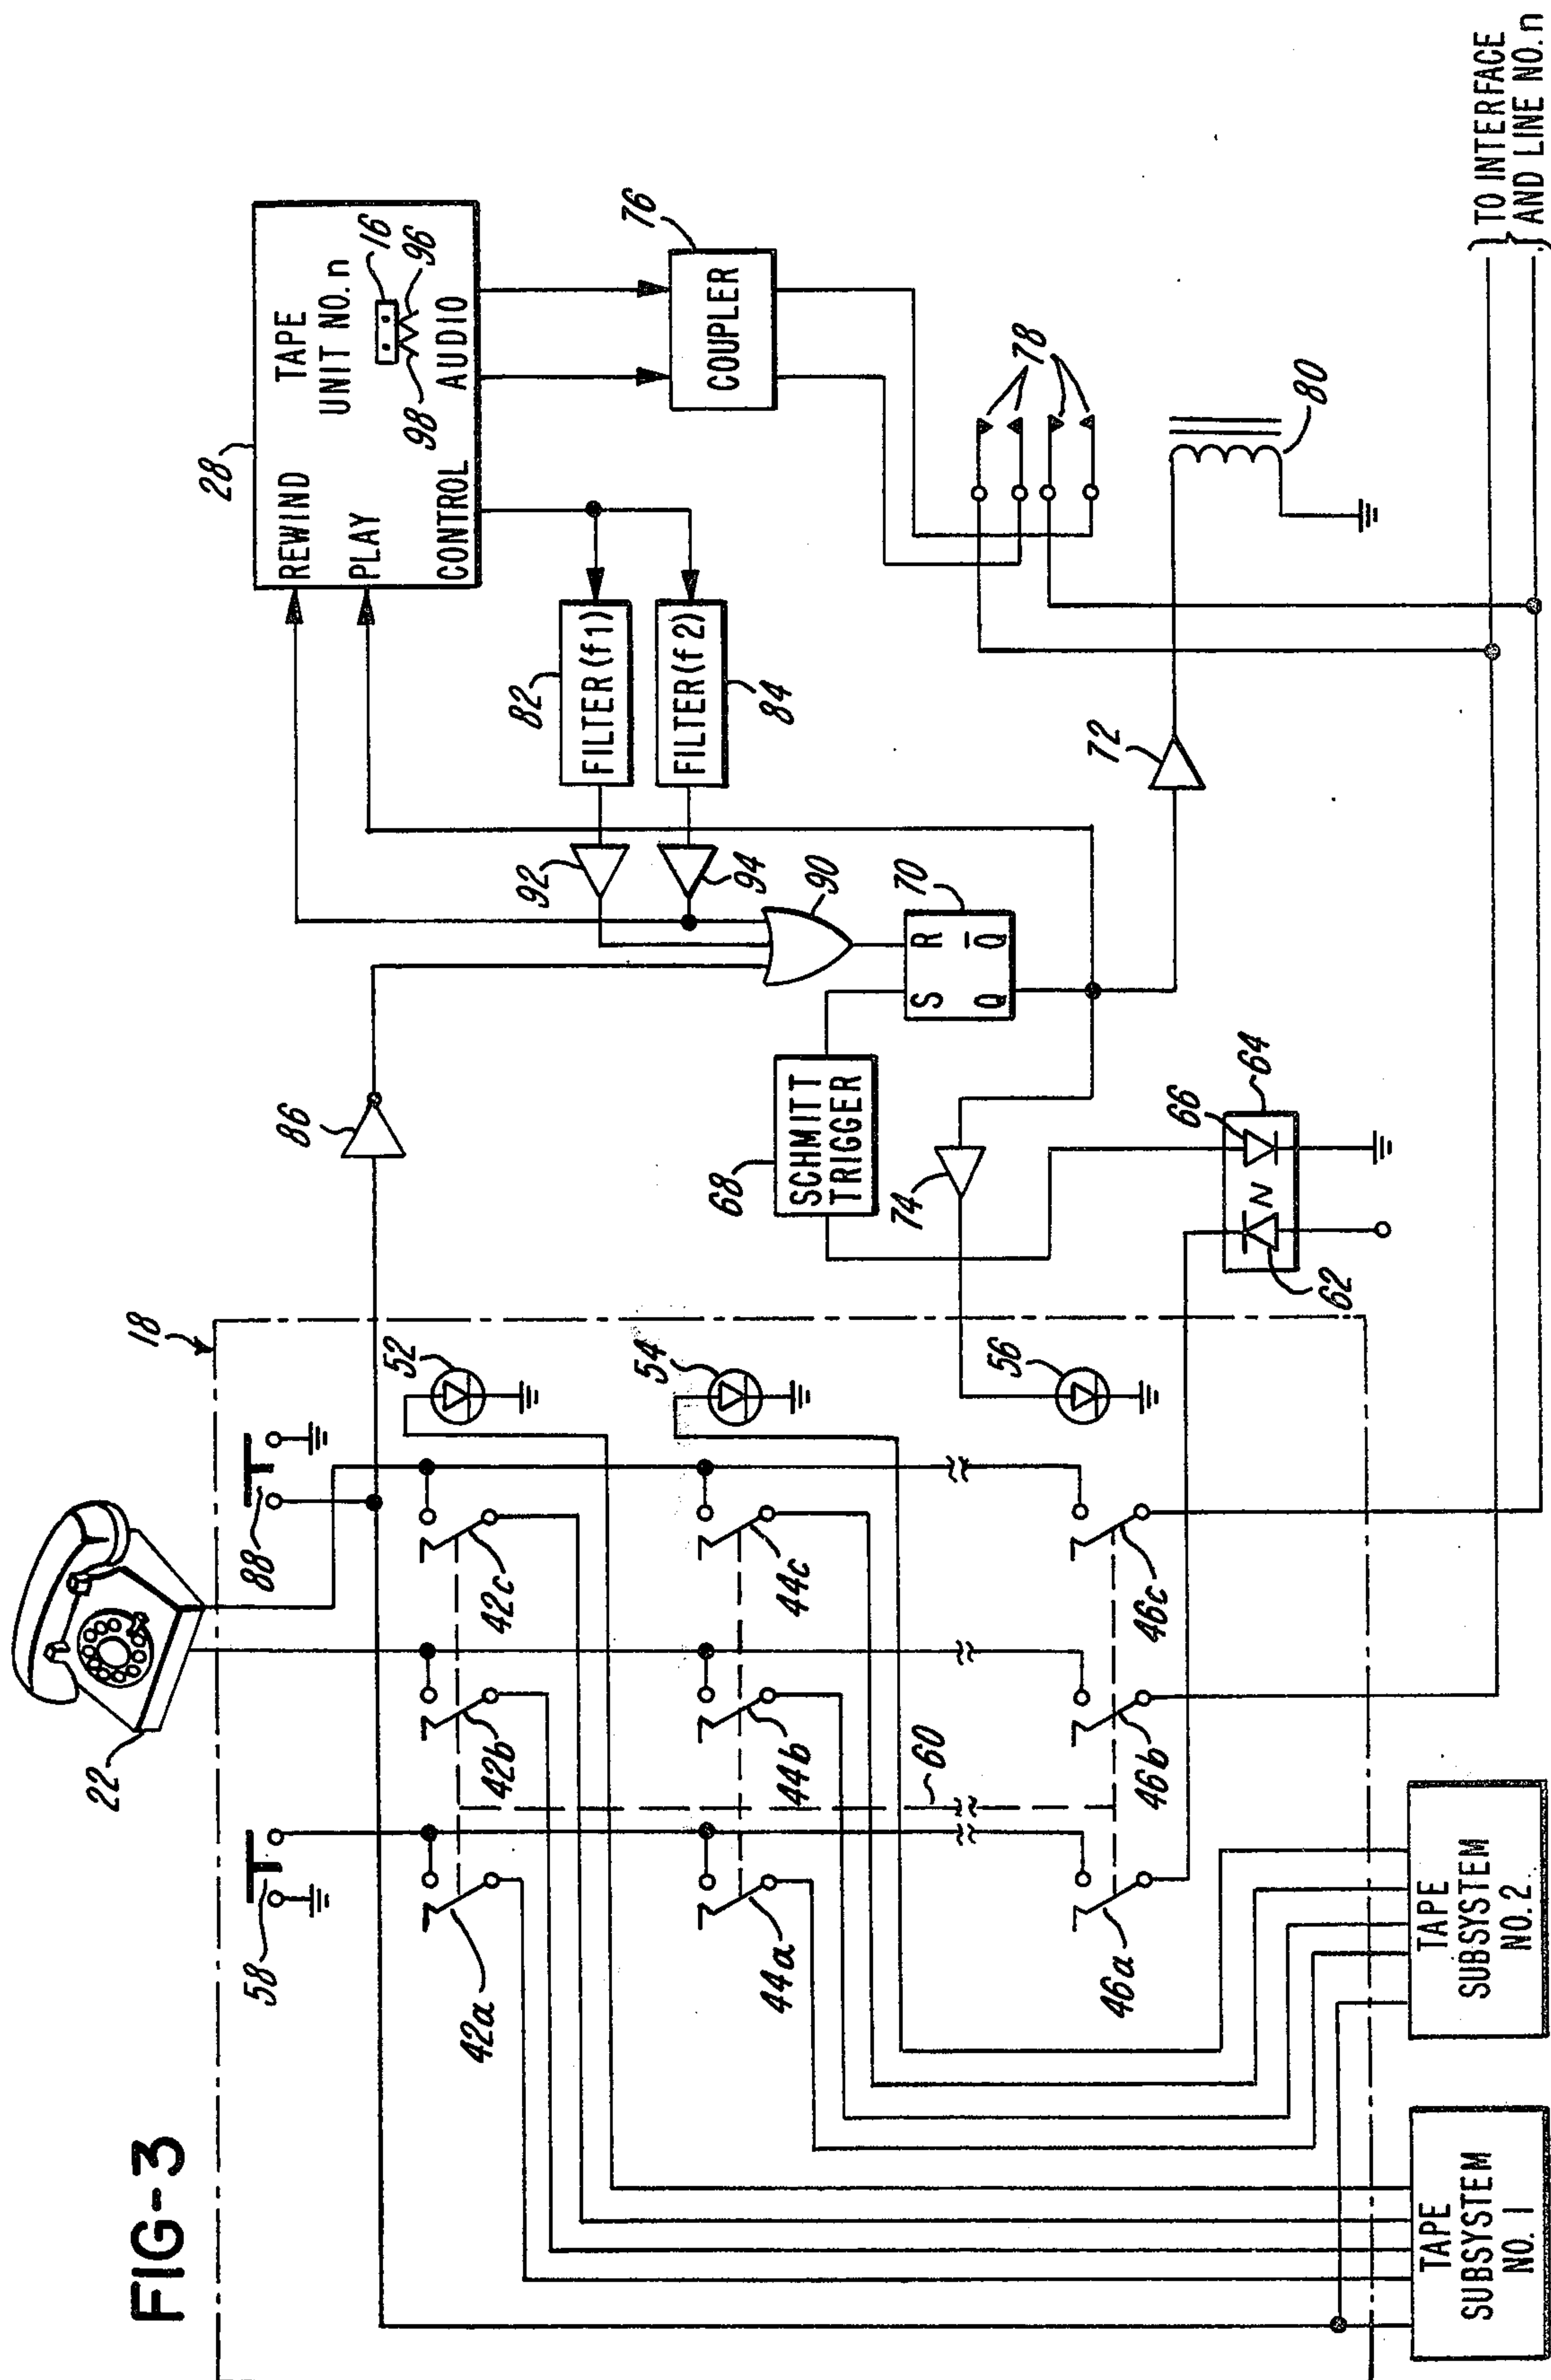 FIG-3
22
58
88
18
42a
42b
42c
52
44a
44b
44c
54
60
46a
46b
46c
56
TAPE
SUBSYSTEM
NO. 1
TAPE
SUBSYSTEM
NO. 2
86
68
SCHMITT
TRIGGER
74
66
64
62
N
92
94
90
70
S R
Q Q̅
72
82
FILTER (f1)
FILTER (f2)
84
28
REWIND
PLAY
CONTROL
TAPE
UNIT NO. n
16
98
96
AUDIO
76
COUPLER
78
80
TO INTERFACE
AND LINE NO. n